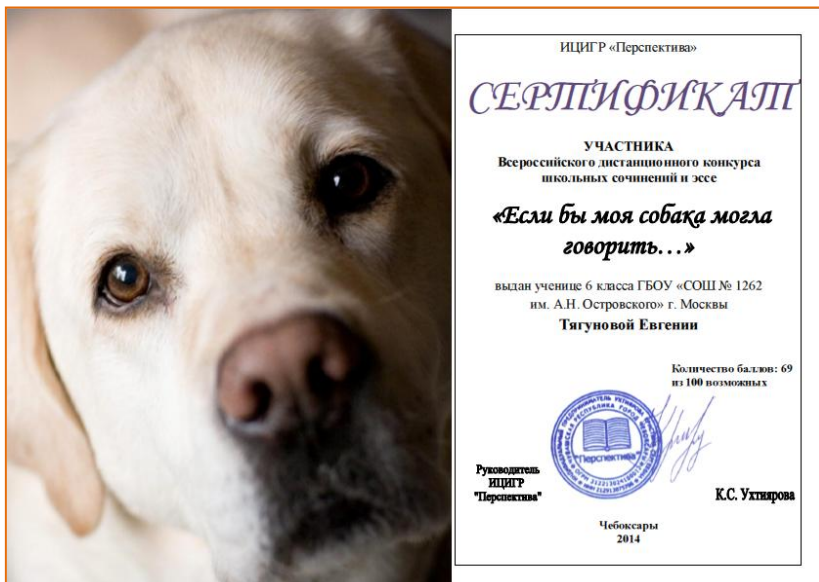 ИЦИГР «Перспектива»
СЕРТИФИКАТ
УЧАСТНИКА
Всероссийского дистанционного конкурса
школьных сочинений и эссе
«Если бы моя собака могла
говорить…»
выдан ученице 6 класса ГБОУ «СОШ № 1262
им. А.Н. Островского» г. Москвы
Тягуновой Евгении
Количество баллов: 69
из 100 возможных
"Перспектива"
Руководитель
ИЦИГР
"Перспектива"
К.С. Ухтиярова
Чебоксары
2014